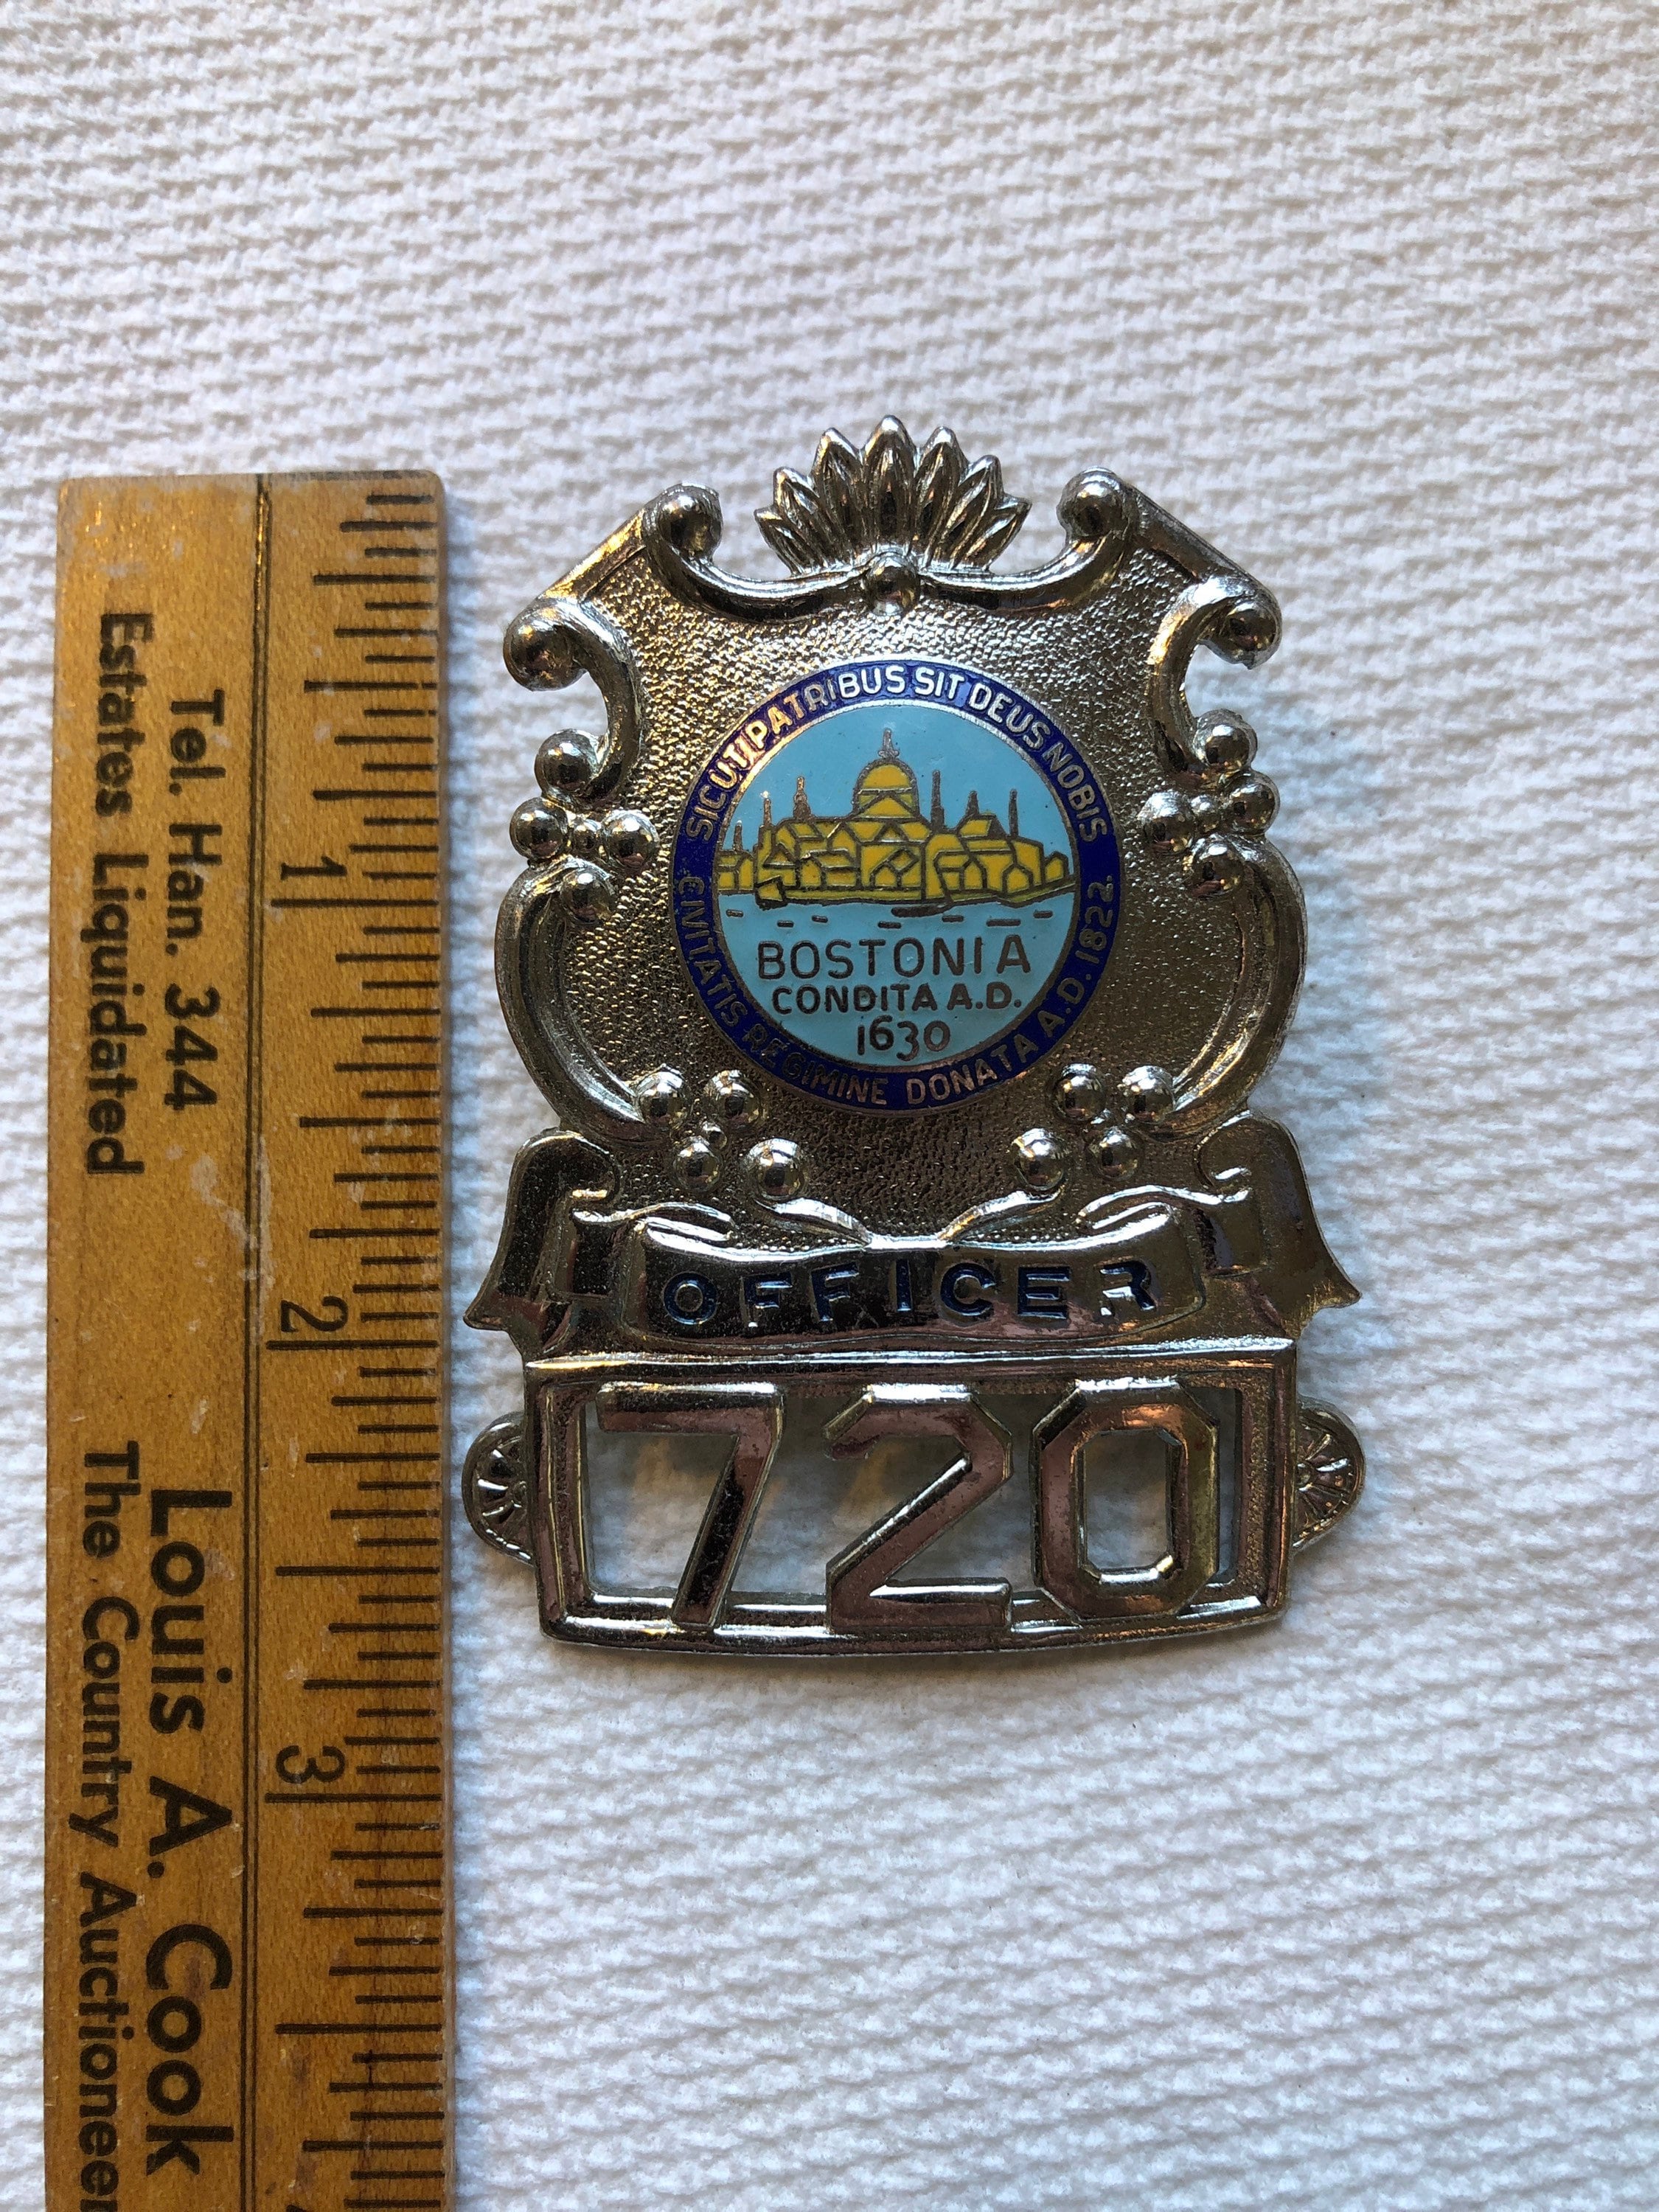 SICUT PATRIBUS SIT DEUS NOBIS
CIVITATIS REGIMINE DONATA A.D. 1822.
BOSTONIA
CONDITA A.D.
1630
OFFICER
720
Tel. Han. 344
Estates Liquidated
Louis A. Cook
The Country Auctioneer
1
2
3